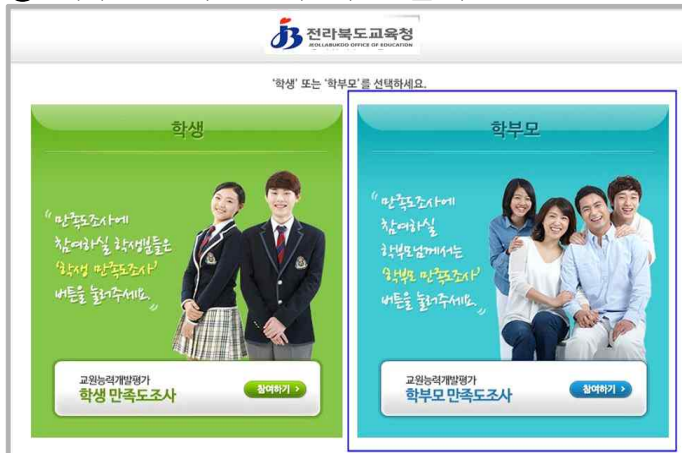 전라북도교육청
JEOLLABUKDO OFFICE OF EDUCATION
'학생' 또는 '학부모'를 선택하세요.
학생
"만족도조사에
참여하실 학생분들은
'학생 만족도조사'
버튼을 눌러주세요."
교원능력개발평가
학생 만족도조사
참여하기 >
학부모
"만족도조사에
참여하실
학부모님께서는
'학부모 만족도조사'
버튼을 눌러주세요."
교원능력개발평가
학부모 만족도조사
참여하기 >